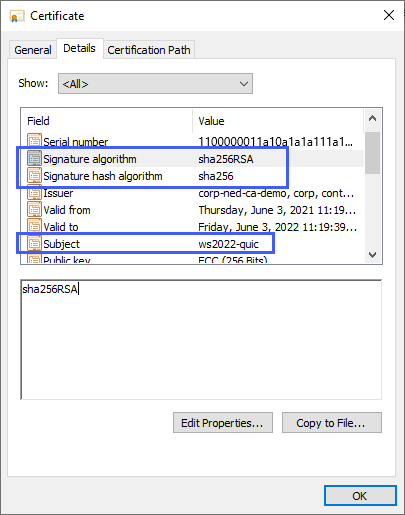 Certificate
General Details Certification Path
Show: <All>
Field Value
Serial number 1100000011a10a1a1a111a1...
Signature algorithm sha256RSA
Signature hash algorithm sha256
Issuer corp-ned-ca-demo, corp, cont...
Valid from Thursday, June 3, 2021 11:19...
Valid to Friday, June 3, 2022 11:19:39...
Subject ws2022-quic
Public key ECC (256 Bits)
sha256RSA
Edit Properties... Copy to File...
OK